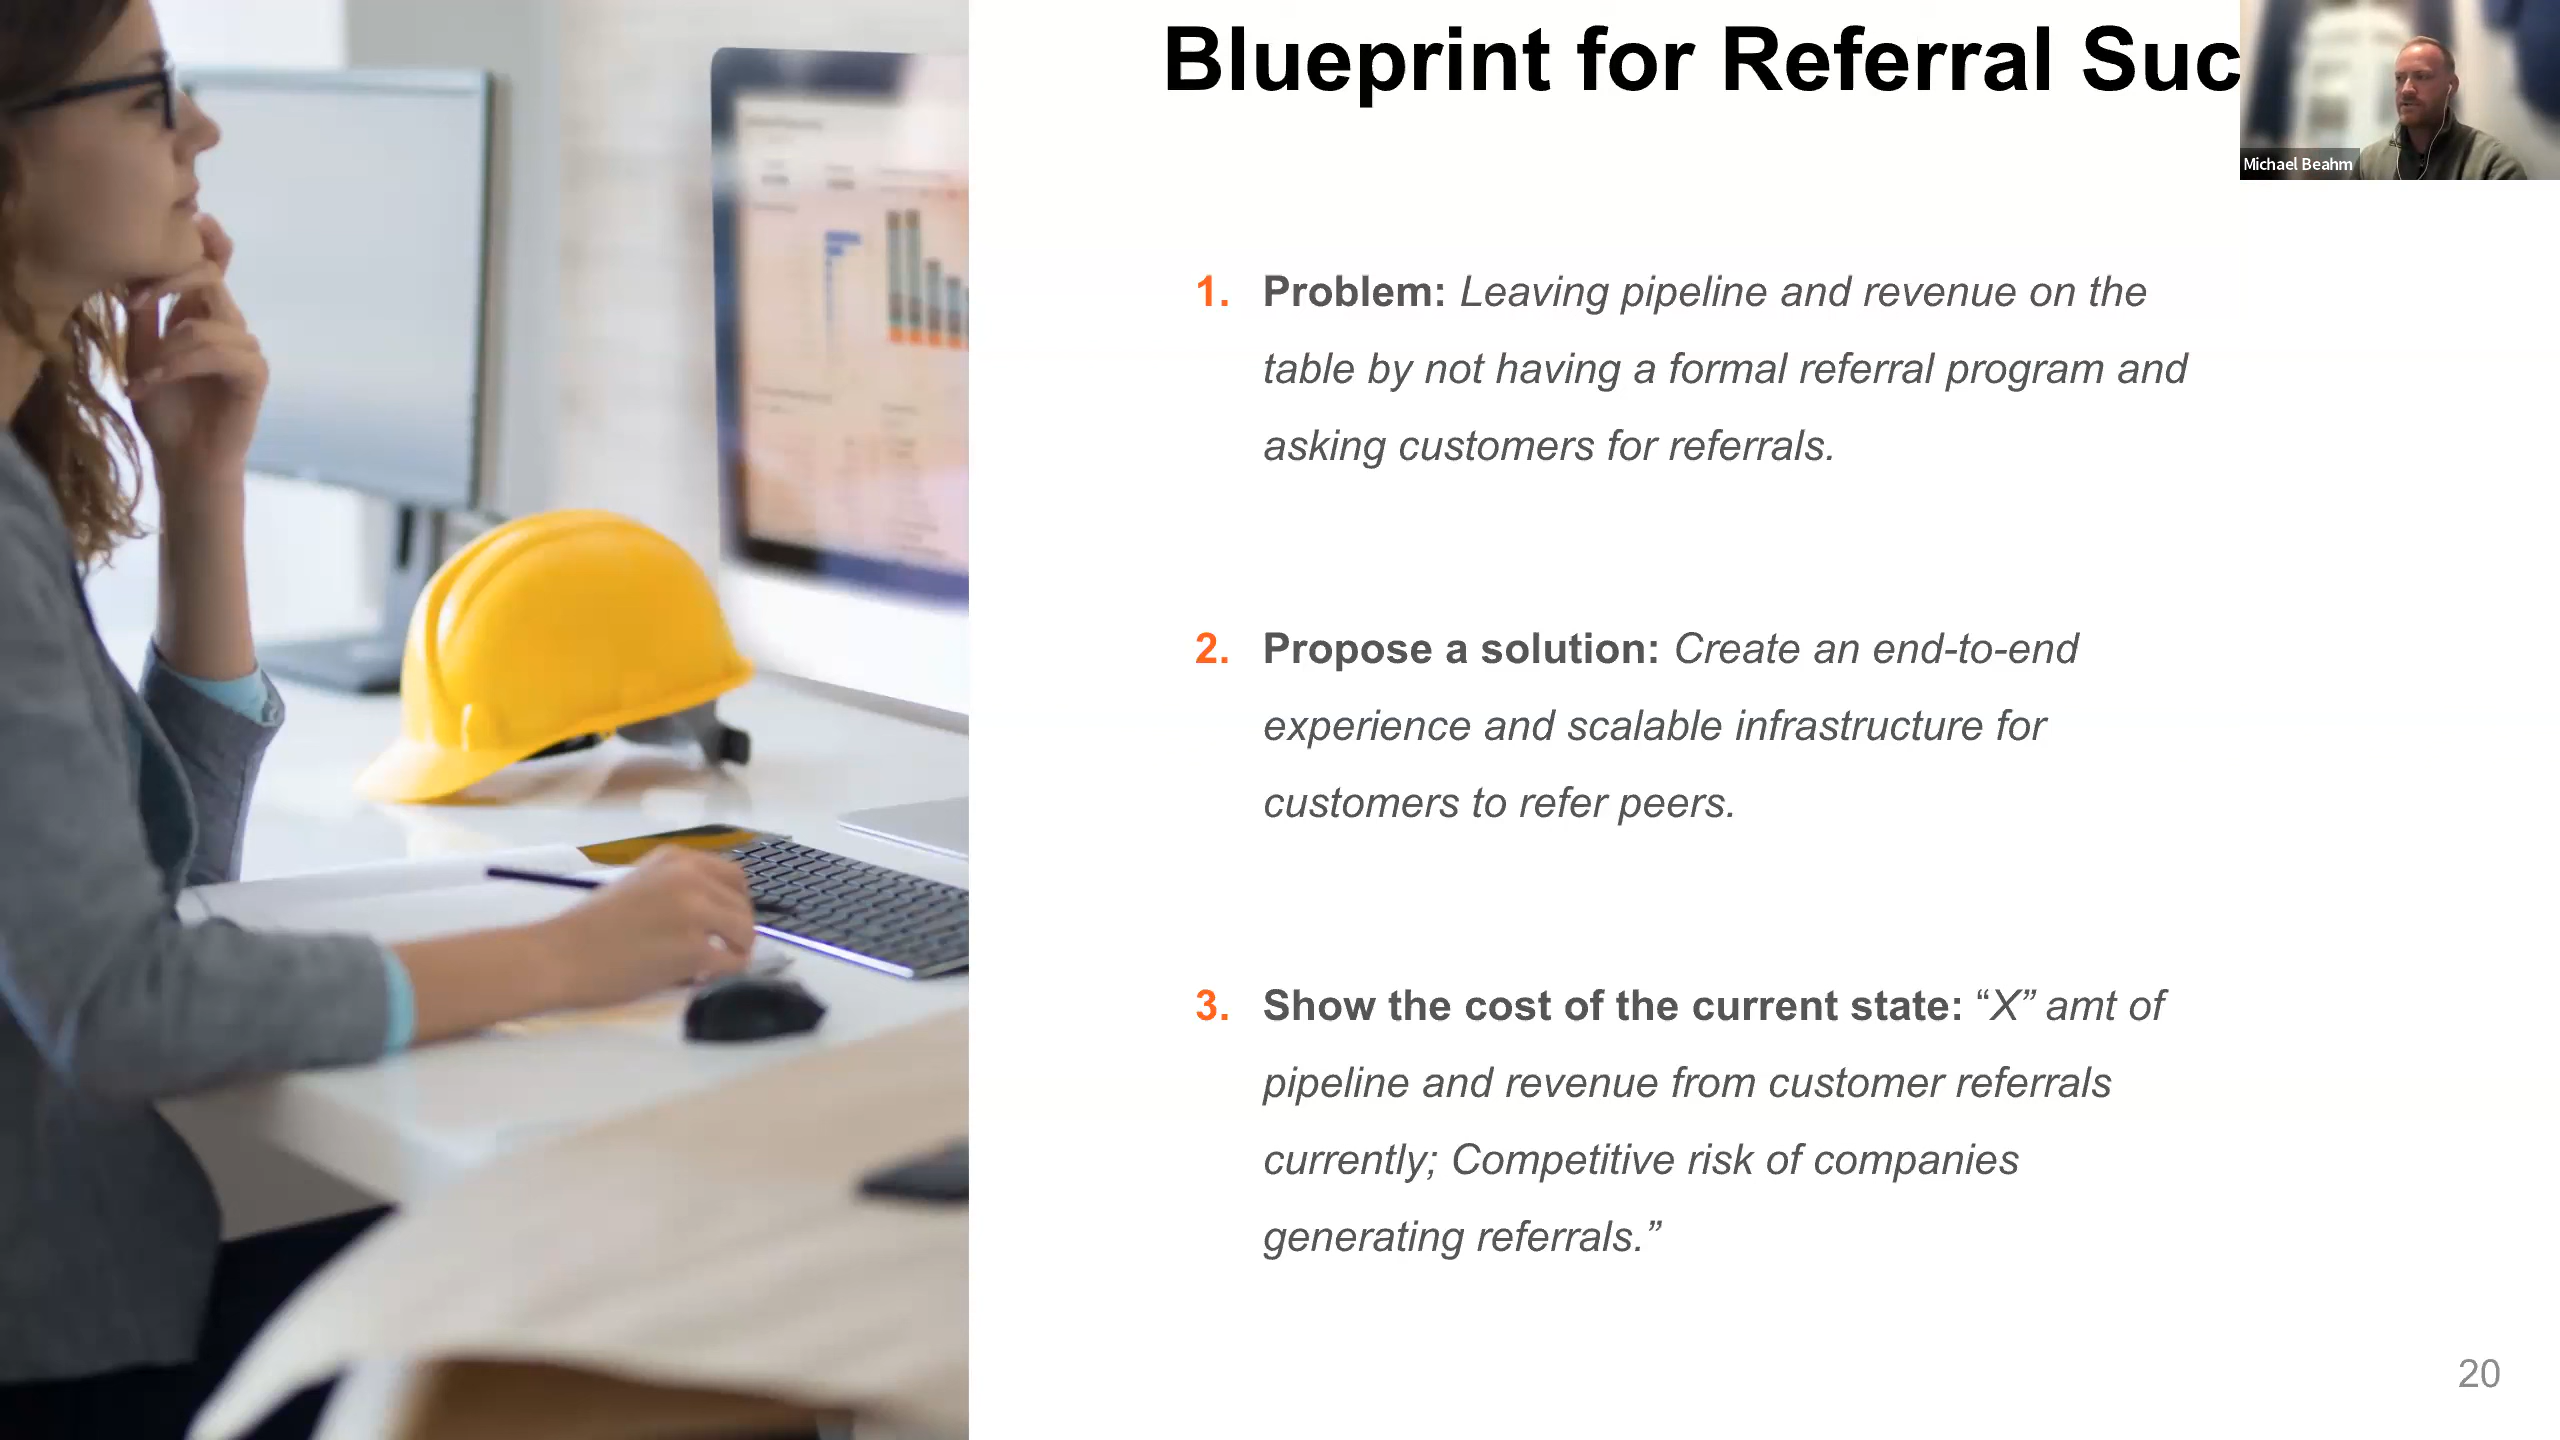 Blueprint for Referral Suc
Michael Beahm
1. Problem: Leaving pipeline and revenue on the
table by not having a formal referral program and
asking customers for referrals.
2. Propose a solution: Create an end-to-end
experience and scalable infrastructure for
customers to refer peers.
3. Show the cost of the current state: “X” amt of
pipeline and revenue from customer referrals
currently; Competitive risk of companies
generating referrals.”
20